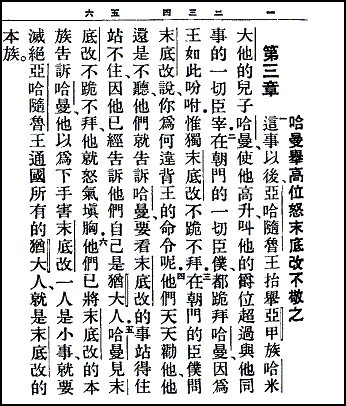 一 二 三 四 五 六
哈曼舉高位怒末底改不敬之
第三章
一這事以後、亞哈隨魯王抬舉亞甲族哈米
大他的兒子哈曼、使他高升、叫他的爵位超過與他同
事的一切臣宰。二在朝門的一切臣僕、都跪拜哈曼、因為
王如此吩咐.惟獨末底改不跪不拜。三在朝門的臣僕問
末底改說、你為何違背王的命令呢。四他們天天勸他、他
還是不聽、他們就告訴哈曼、要看末底改的事站得住
站不住、因他已經告訴他們自己是猶大人。五哈曼見末
底改不跪不拜、他就怒氣填胸。六他們已將末底改的本
族告訴哈曼、他以為下手害末底改一人是小事、就要
滅絕亞哈隨魯王通國所有的猶大人、就是末底改的
本族。